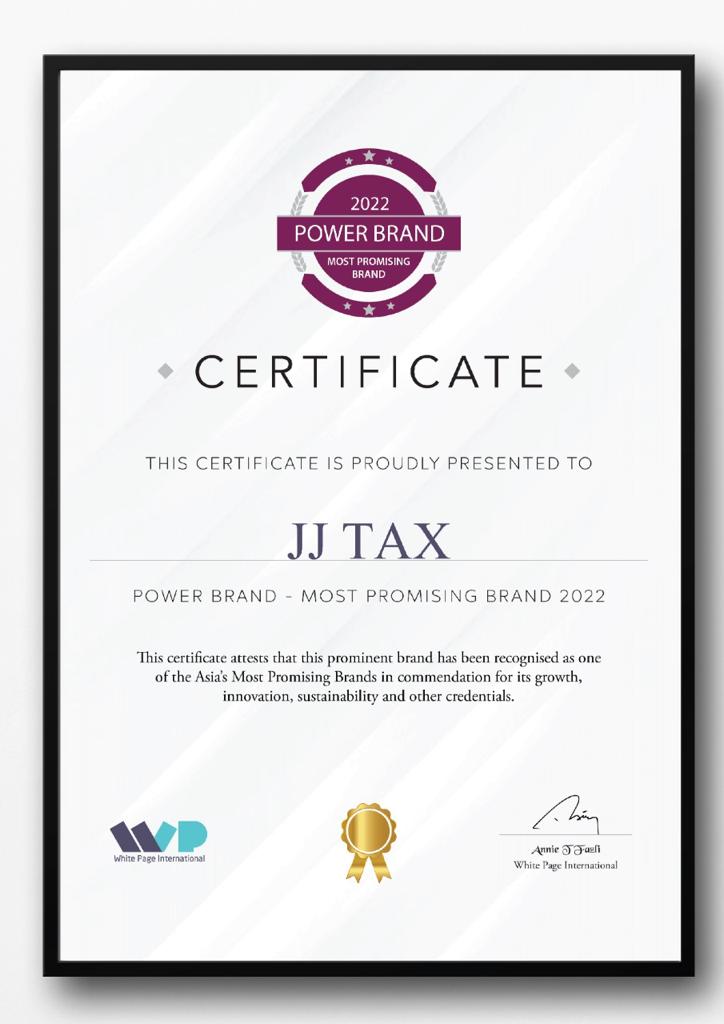 2022
POWER BRAND
MOST PROMISING
BRAND
CERTIFICATE
THIS CERTIFICATE IS PROUDLY PRESENTED TO
JJ TAX
POWER BRAND - MOST PROMISING BRAND 2022
This certificate attests that this prominent brand has been recognised as one
of the Asia's Most Promising Brands in commendation for its growth,
innovation, sustainability and other credentials.
White Page International
Annie J Fazli
White Page International